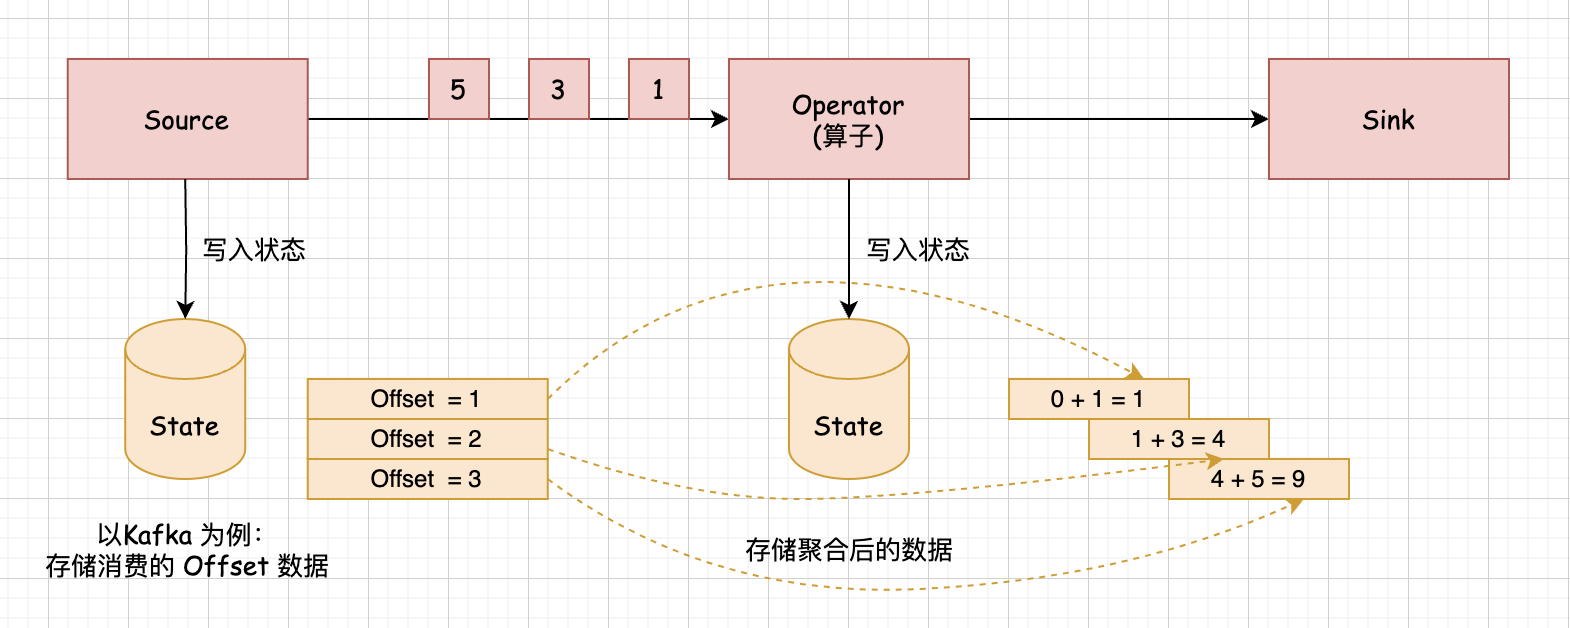 Source
5
3
1
Operator
(算子)
Sink
写入状态
写入状态
State
Offset = 1
Offset = 2
Offset = 3
State
0 + 1 = 1
1 + 3 = 4
4 + 5 = 9
以Kafka 为例：
存储消费的 Offset 数据
存储聚合后的数据